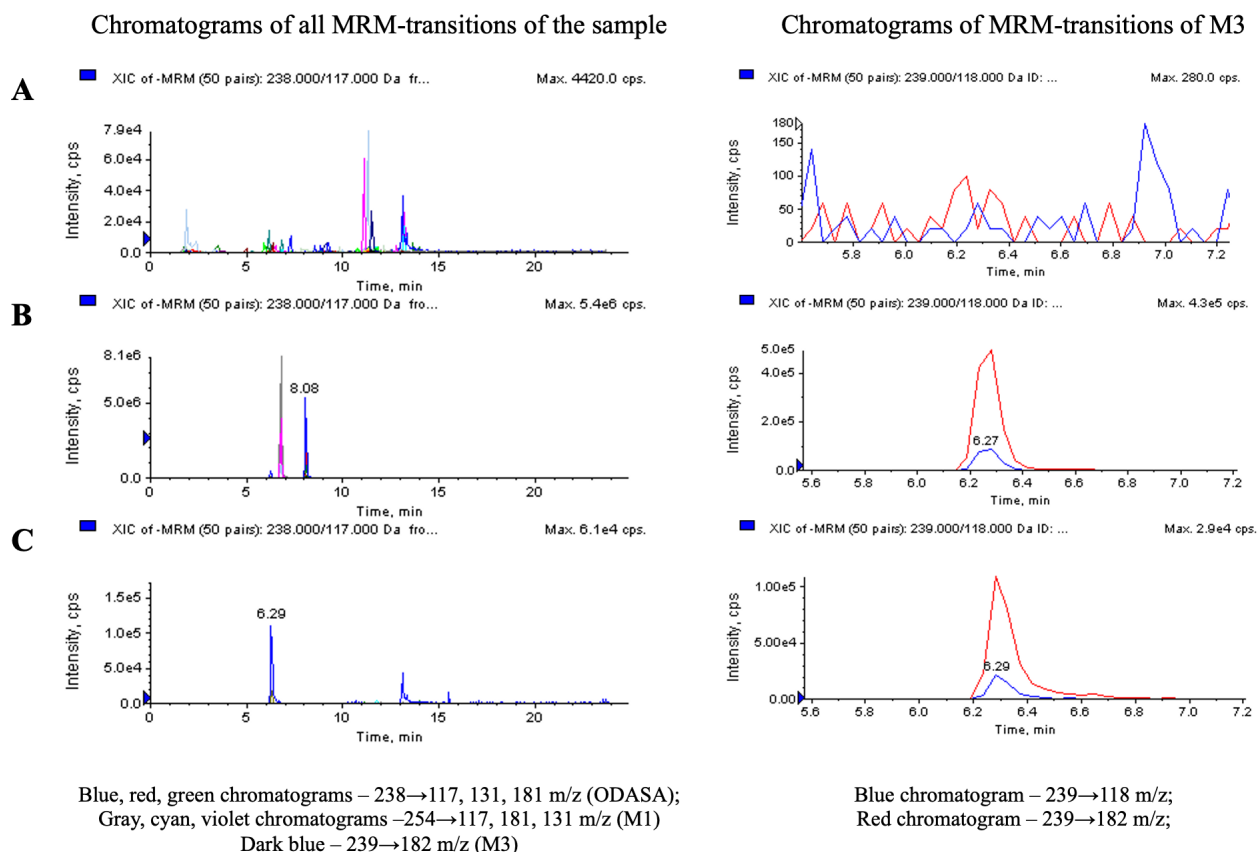 Chromatograms of all MRM-transitions of the sample
Chromatograms of MRM-transitions of M3
A
XIC of -MRM (50 pairs): 238.000/117.000 Da fr...
Max. 4420.0 cps.
Intensity, cps
7.9e4
6.0e4
4.0e4
2.0e4
0.0
0 5 10 15 20
Time, min
XIC of -MRM (50 pairs): 239.000/118.000 Da ID: ...
Max. 280.0 cps.
Intensity, cps
180
150
100
50
0
5.8 6.0 6.2 6.4 6.6 6.8 7.0 7.2
Time, min
B
XIC of -MRM (50 pairs): 238.000/117.000 Da fro...
Max. 5.4e6 cps.
Intensity, cps
8.1e6
5.0e6
0.0
8.08
0 5 10 15 20
Time, min
XIC of -MRM (50 pairs): 239.000/118.000 Da ID: ...
Max. 4.3e5 cps.
Intensity, cps
5.0e5
4.0e5
2.0e5
0.0
6.27
5.6 5.8 6.0 6.2 6.4 6.6 6.8 7.0 7.2
Time, min
C
XIC of -MRM (50 pairs): 238.000/117.000 Da fro...
Max. 6.1e4 cps.
Intensity, cps
1.5e5
1.0e5
5.0e4
0.0
6.29
0 5 10 15 20
Time, min
XIC of -MRM (50 pairs): 239.000/118.000 Da ID: ...
Max. 2.9e4 cps.
Intensity, cps
1.00e5
5.00e4
0.00
6.29
5.6 5.8 6.0 6.2 6.4 6.6 6.8 7.0 7.2
Time, min
Blue, red, green chromatograms – 238→117, 131, 181 m/z (ODASA);
Gray, cyan, violet chromatograms –254→117, 181, 131 m/z (M1)
Dark blue – 239→182 m/z (M3)
Blue chromatogram – 239→118 m/z;
Red chromatogram – 239→182 m/z;